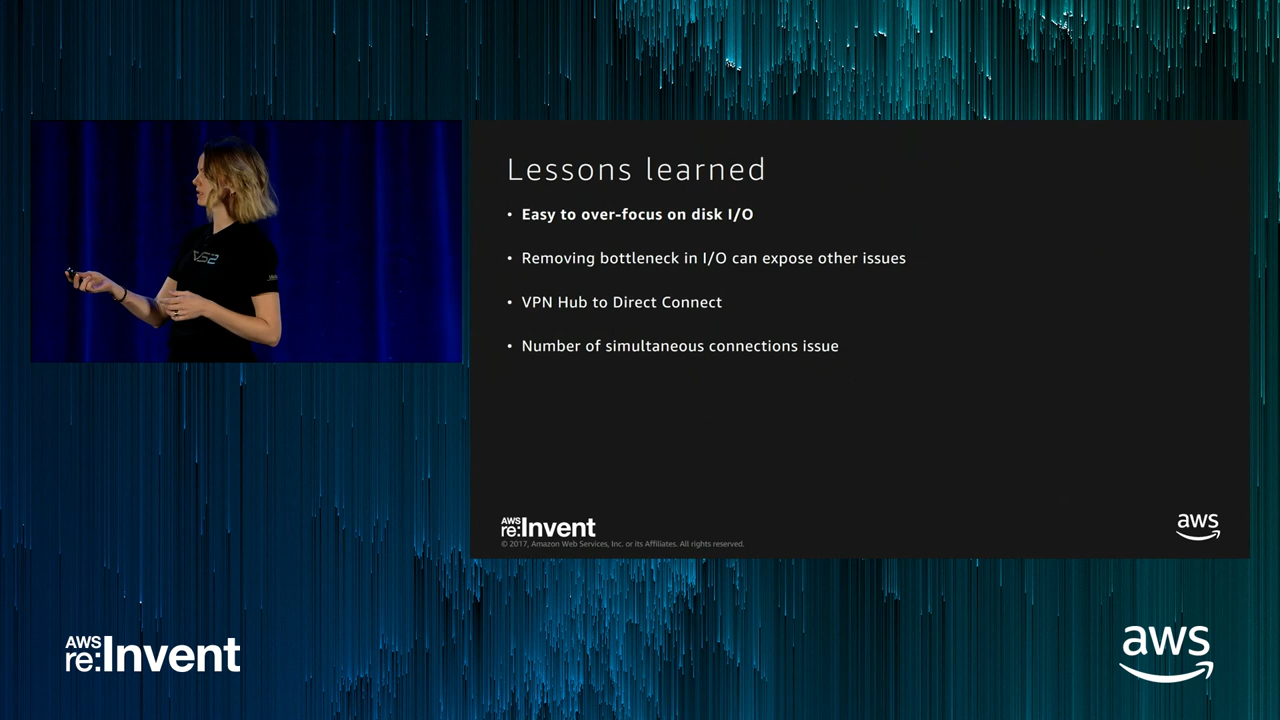 Lessons learned
• Easy to over-focus on disk I/O
• Removing bottleneck in I/O can expose other issues
• VPN Hub to Direct Connect
• Number of simultaneous connections issue
AWS
re:Invent
© 2017, Amazon Web Services, Inc. or its Affiliates. All rights reserved.
aws
AWS
re:Invent
aws